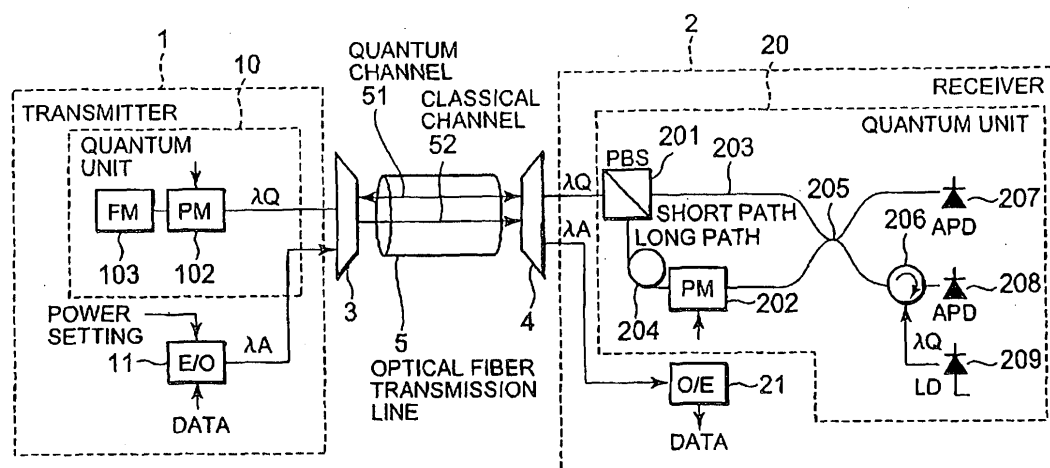 1
10
TRANSMITTER
QUANTUM
UNIT
FM
PM
λQ
103
102
POWER
SETTING
11
E/O
λA
DATA
QUANTUM
CHANNEL
51
CLASSICAL
CHANNEL
52
3
5
4
OPTICAL FIBER
TRANSMISSION
LINE
2
20
RECEIVER
QUANTUM UNIT
λQ
λA
PBS
201
203
SHORT PATH
LONG PATH
204
PM
202
205
206
207
APD
208
APD
λQ
209
LD
O/E
21
DATA